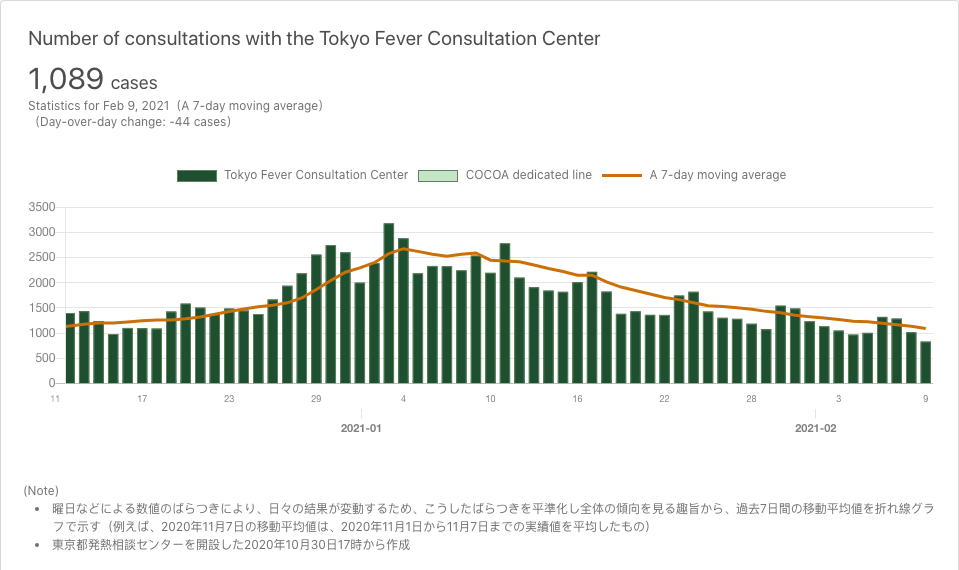 Number of consultations with the Tokyo Fever Consultation Center
1,089 cases
Statistics for Feb 9, 2021（A 7-day moving average）
（Day-over-day change: -44 cases）
Tokyo Fever Consultation Center COCOA dedicated line A 7-day moving average
3500
3000
2500
2000
1500
1000
500
0
11 17 23 29 4 10 16 22 28 3 9
2021-01 2021-02
(Note)
• 曜日などによる数値のばらつきにより、日々の結果が変動するため、こうしたばらつきを平準化し全体の傾向を見る趣旨から、過去7日間の移動平均値を折れ線グラ
フで示す（例えば、2020年11月7日の移動平均値は、2020年11月1日から11月7日までの実績値を平均したもの）
• 東京都発熱相談センターを開設した2020年10月30日17時から作成